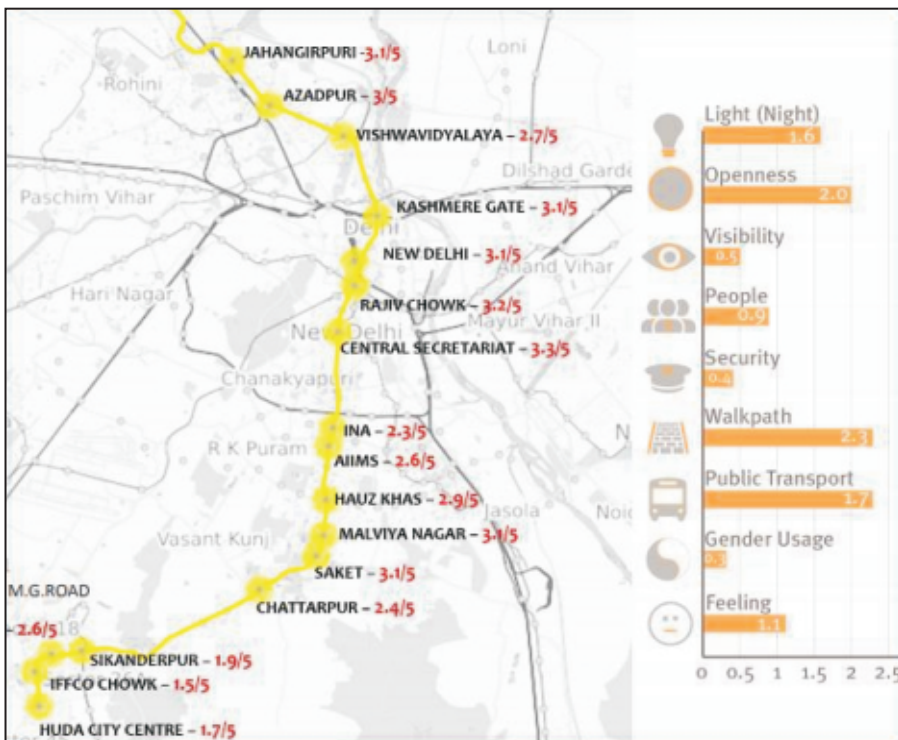 Loni
JAHANGIRPURI -3.1/5
Rohini
AZADPUR – 3/5
VISHWAVIDYALAYA – 2.7/5
Dilshad Garde
Paschim Vihar
KASHMERE GATE – 3.1/5
Delhi
NEW DELHI – 3.1/5
Anand Vihar
Hari Nagar
RAJIV CHOWK – 3.2/5
New Delhi
Mayur Vihar II
CENTRAL SECRETARIAT – 3.3/5
Chanakyapuri
INA – 2.3/5
N
R K Puram
AIIMS – 2.6/5
HAUZ KHAS – 2.9/5
Jasola
Noid
Vasant Kunj
MALVIYA NAGAR – 3.1/5
SAKET – 3.1/5
M.G.ROAD
CHATTARPUR – 2.4/5
– 2.6/5
18
SIKANDERPUR – 1.9/5
IFFCO CHOWK – 1.5/5
HUDA CITY CENTRE – 1.7/5
Light (Night)
1.6
Openness
2.0
Visibility
0.5
People
0.9
Security
0.4
Walkpath
2.3
Public Transport
1.7
Gender Usage
0.3
Feeling
1.1
0 0.5 1 1.5 2 2.5